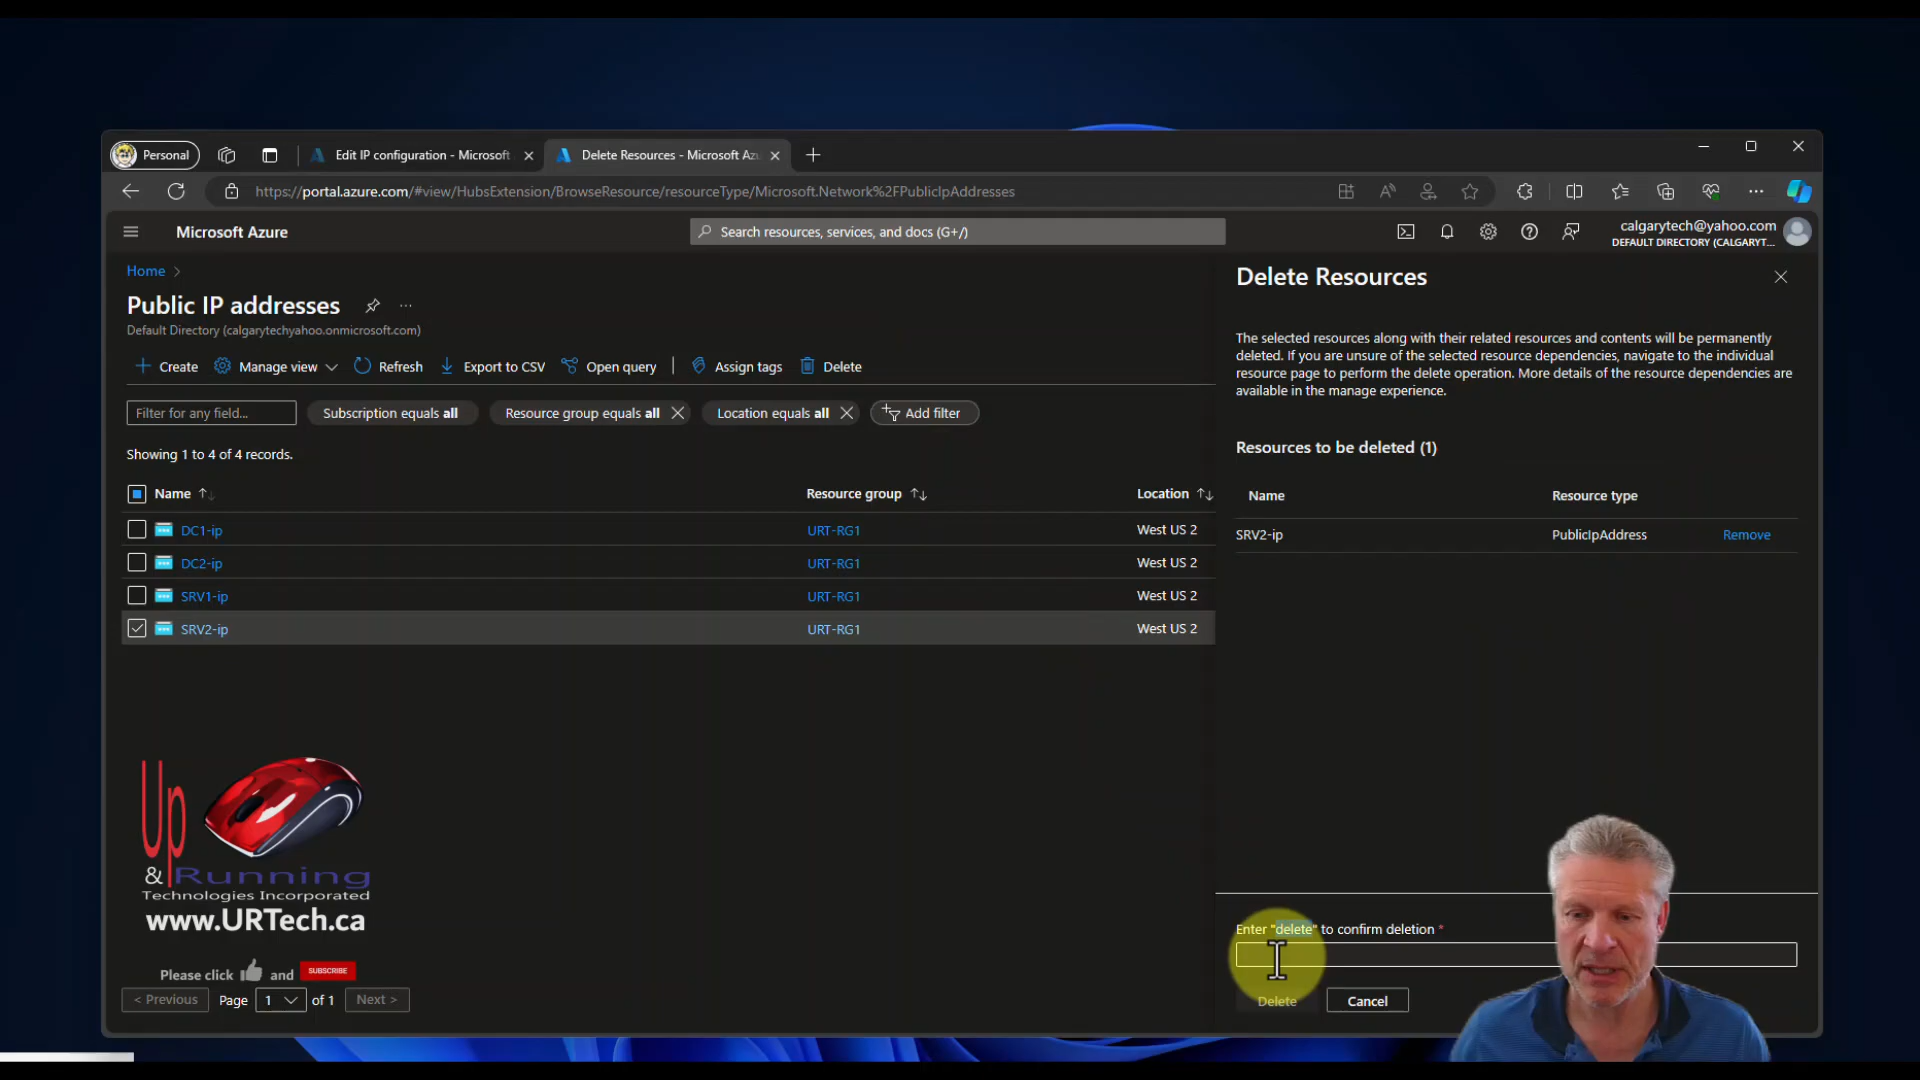 Personal
Edit IP configuration - Microsoft
Delete Resources - Microsoft Az
https://portal.azure.com/#view/HubsExtension/BrowseResource/resourceType/Microsoft.Network%2FPublicIpAddresses
Microsoft Azure
Search resources, services, and docs (G+/)
calgarytech@yahoo.com
DEFAULT DIRECTORY (CALGARYT...
Home
Public IP addresses
Default Directory (calgarytechyahoo.onmicrosoft.com)
Create
Manage view
Refresh
Export to CSV
Open query
Assign tags
Delete
Filter for any field...
Subscription equals all
Resource group equals all
Location equals all
Add filter
Showing 1 to 4 of 4 records.
Name
Resource group
Location
DC1-ip
URT-RG1
West US 2
DC2-ip
URT-RG1
West US 2
SRV1-ip
URT-RG1
West US 2
SRV2-ip
URT-RG1
West US 2
Up
& Running
Technologies Incorporated
www.URTech.ca
Please click and SUBSCRIBE
< Previous
Page
1
of 1
Next >
Delete Resources
The selected resources along with their related resources and contents will be permanently
deleted. If you are unsure of the selected resource dependencies, navigate to the individual
resource page to perform the delete operation. More details of the resource dependencies are
available in the manage experience.
Resources to be deleted (1)
Name
Resource type
SRV2-ip
PublicIpAddress
Remove
Enter "delete" to confirm deletion *
Delete
Cancel